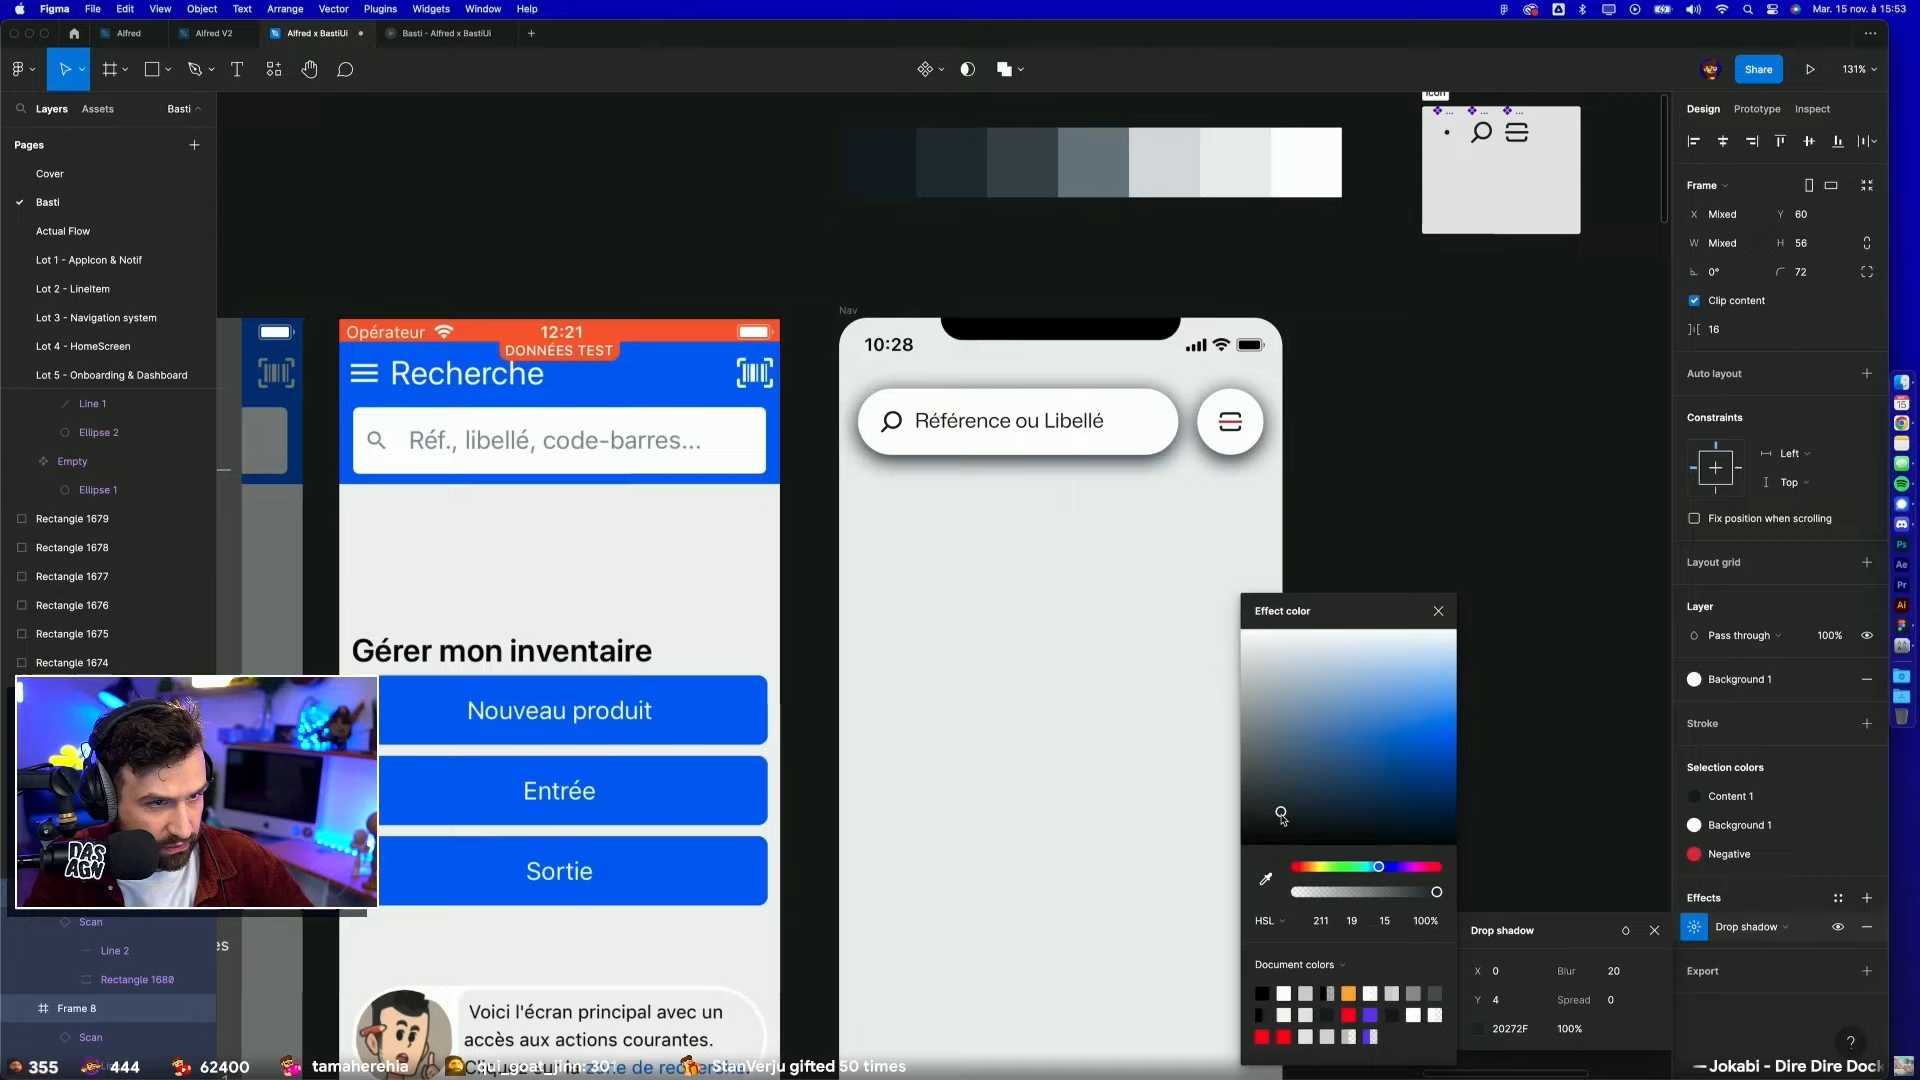 Figma File Edit View Object Text Arrange Vector Plugins Widgets Window Help
Mar. 15 nov. à 15:53
Alfred
Alfred V2
Alfred x BastiUi
Basti - Alfred x BastiUi
Share
131%
Layers
Assets
Basti
Pages
Cover
Basti
Actual Flow
Lot 1 - AppIcon & Notif
Lot 2 - LineItem
Lot 3 - Navigation system
Lot 4 - HomeScreen
Lot 5 - Onboarding & Dashboard
Line 1
Ellipse 2
Empty
Ellipse 1
Rectangle 1679
Rectangle 1678
Rectangle 1677
Rectangle 1676
Rectangle 1675
Rectangle 1674
DAS
AGN
Scan
Line 2
Rectangle 1680
Frame 8
Scan
Opérateur
12:21
DONNÉES TEST
Recherche
Réf., libellé, code-barres...
Gérer mon inventaire
Nouveau produit
Entrée
Sortie
Voici l'écran principal avec un
accès aux actions courantes.
Nav
10:28
Référence ou Libellé
Effect color
HSL 211 19 15 100%
Document colors
Drop shadow
X 0 Blur 20
Y 4 Spread 0
20272F 100%
Design Prototype Inspect
Frame
X Mixed Y 60
W Mixed H 56
0° 72
Clip content
16
Auto layout
Constraints
Left
Top
Fix position when scrolling
Layout grid
Layer
Pass through 100%
Background 1
Stroke
Selection colors
Content 1
Background 1
Negative
Effects
Drop shadow
Export
?
15
Ps
Ae
Pr
Ai
355
444
62400
tamaherehia
qui_goat_jinn: 301
StanVerju gifted 50 times
Jokabi - Dire Dire Dock